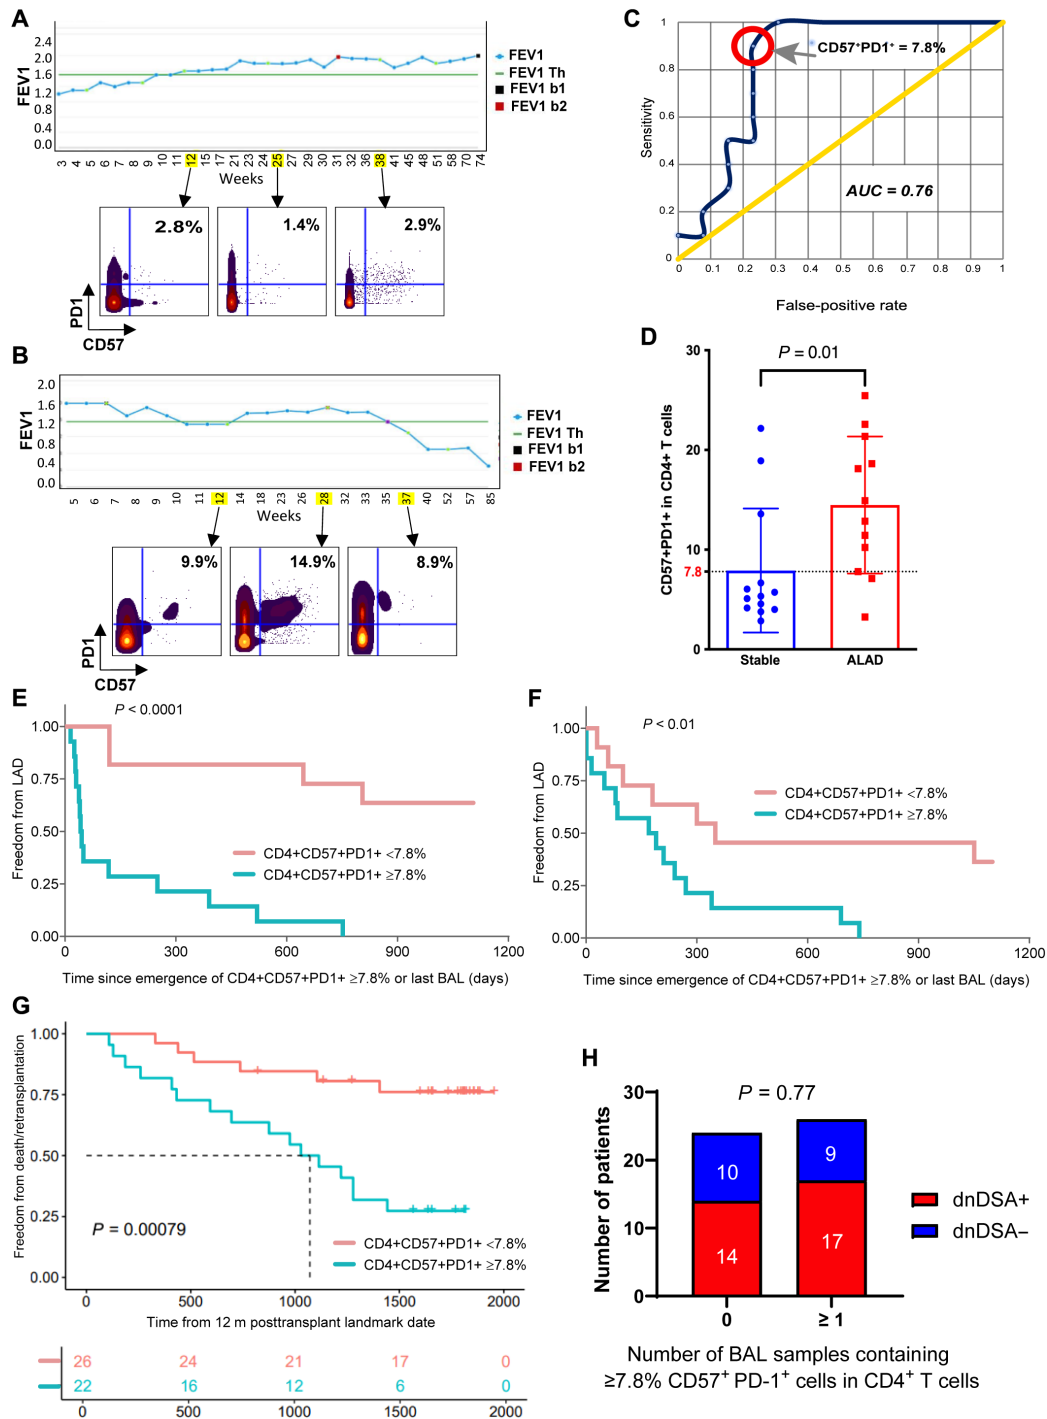 A
FEV1
2.4
2.0
1.6
1.2
0.8
0.4
0.0
FEV1
FEV1 Th
FEV1 b1
FEV1 b2
3 4 5 6 7 8 9 10 11 12 15 17 21 23 24 25 27 29 30 31 32 36 38 41 45 48 51 58 70 74
Weeks
2.8%
1.4%
2.9%
PD1
CD57
B
FEV1
2.0
1.6
1.2
0.8
0.4
0.0
FEV1
FEV1 Th
FEV1 b1
FEV1 b2
5 6 7 7 9 10 11 12 14 18 23 26 28 32 33 35 37 40 52 57 85
Weeks
9.9%
14.9%
8.9%
PD1
CD57
C
Sensitivity
1
0.8
0.6
0.4
0.2
0
CD57⁺PD1⁺ = 7.8%
AUC = 0.76
0 0.1 0.2 0.3 0.4 0.5 0.6 0.7 0.8 0.9 1
False-positive rate
D
P = 0.01
CD57+PD1+ in CD4+ T cells
30
20
10
7.8
0
Stable ALAD
E
P < 0.0001
Freedom from LAD
1.00
0.75
0.50
0.25
0.00
CD4+CD57+PD1+ <7.8%
CD4+CD57+PD1+ ≥7.8%
0 300 600 900 1200
Time since emergence of CD4+CD57+PD1+ ≥7.8% or last BAL (days)
F
P < 0.01
Freedom from LAD
1.00
0.75
0.50
0.25
0.00
CD4+CD57+PD1+ <7.8%
CD4+CD57+PD1+ ≥7.8%
0 300 600 900 1200
Time since emergence of CD4+CD57+PD1+ ≥7.8% or last BAL (days)
G
Freedom from death/retransplantation
1.00
0.75
0.50
0.25
0.00
P = 0.00079
CD4+CD57+PD1+ <7.8%
CD4+CD57+PD1+ ≥7.8%
0 500 1000 1500 2000
Time from 12 m posttransplant landmark date
26 24 21 17 0
22 16 12 6 0
0 500 1000 1500 2000
H
P = 0.77
Number of patients
30
20
10
0
10
9
14
17
dnDSA+
dnDSA–
0 ≥ 1
Number of BAL samples containing
≥7.8% CD57⁺ PD-1⁺ cells in CD4⁺ T cells